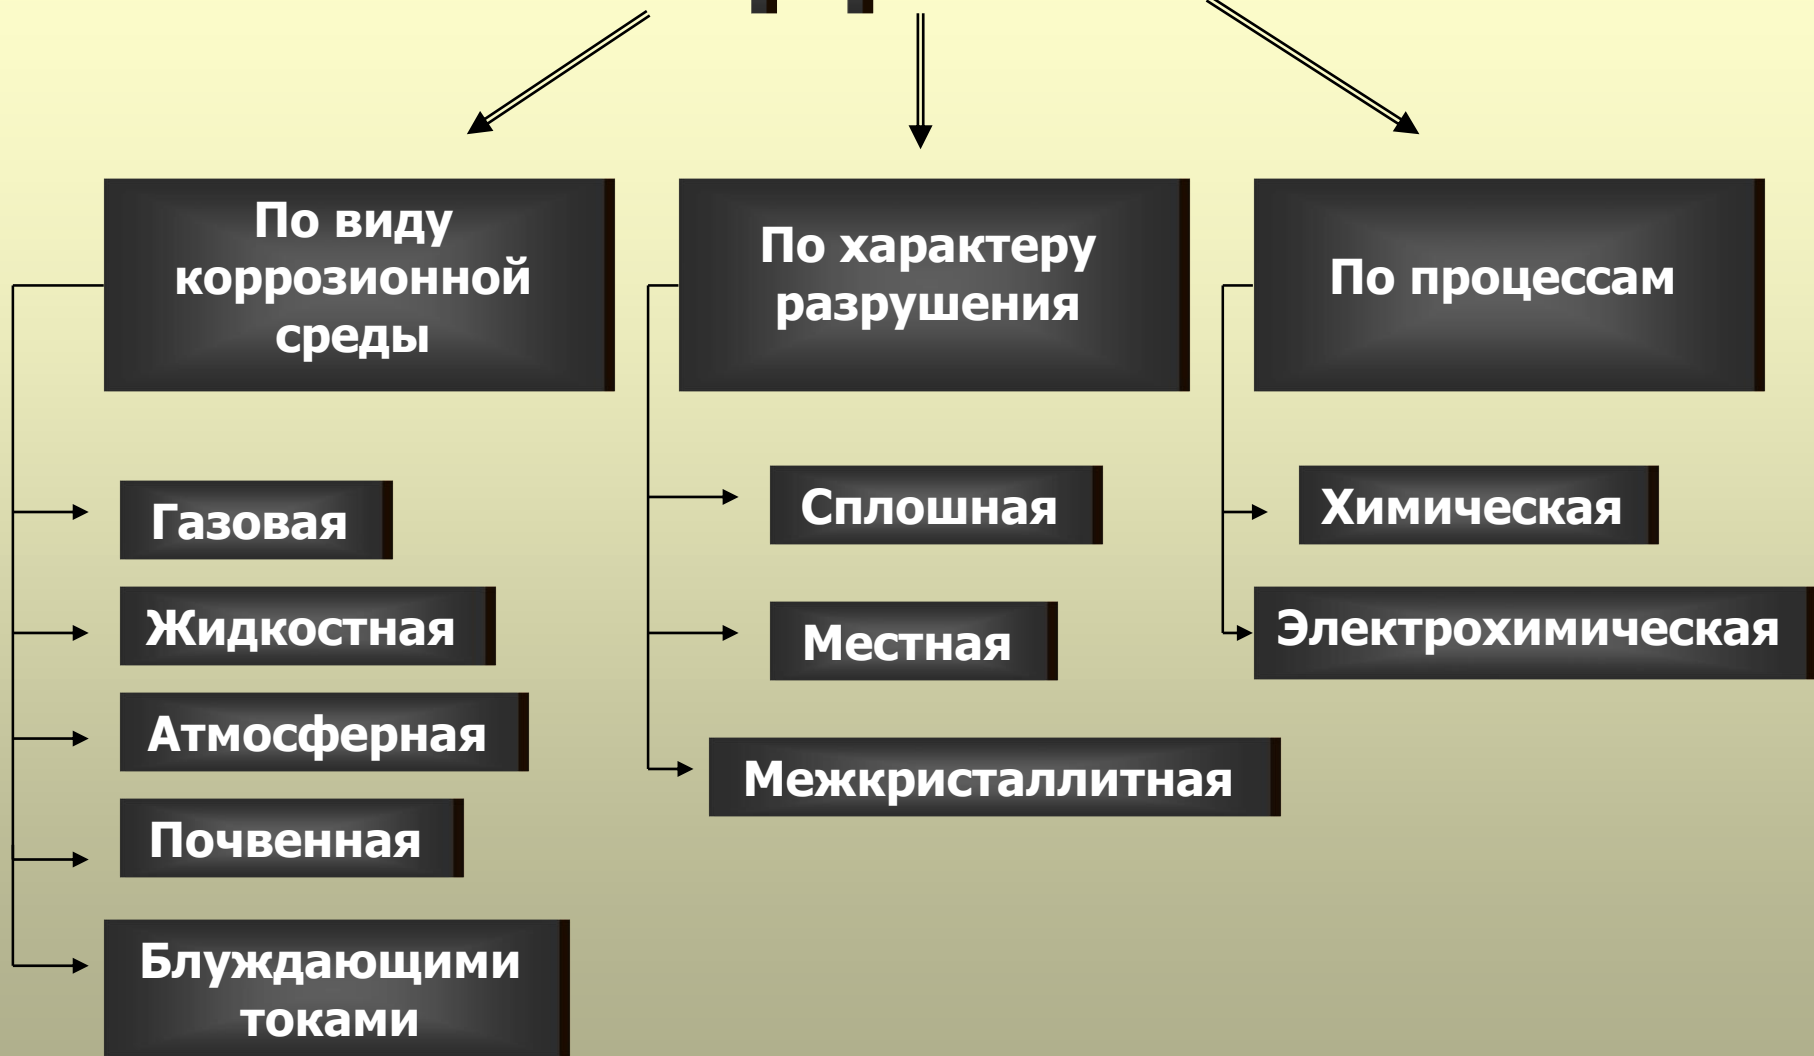 По виду
коррозионной
среды
По характеру
разрушения
По процессам
Газовая
Жидкостная
Атмосферная
Почвенная
Блуждающими
токами
Сплошная
Местная
Межкристаллитная
Химическая
Электрохимическая